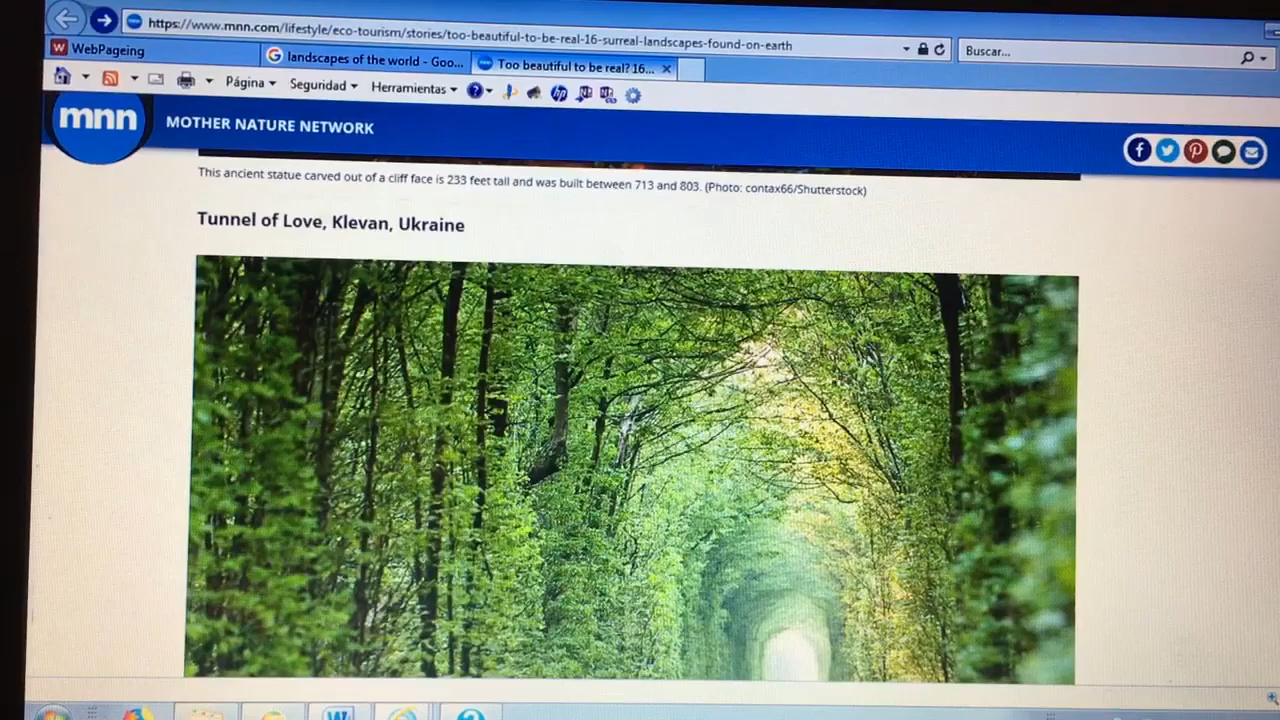 https://www.mnn.com/lifestyle/eco-tourism/stories/too-beautiful-to-be-real-16-surreal-landscapes-found-on-earth
Buscar...
W WebPageing
G landscapes of the world - Goo...
Too beautiful to be real? 16...
Página
Seguridad
Herramientas
?
hp
mnn
MOTHER NATURE NETWORK
f
This ancient statue carved out of a cliff face is 233 feet tall and was built between 713 and 803. (Photo: contax66/Shutterstock)
Tunnel of Love, Klevan, Ukraine
W
?